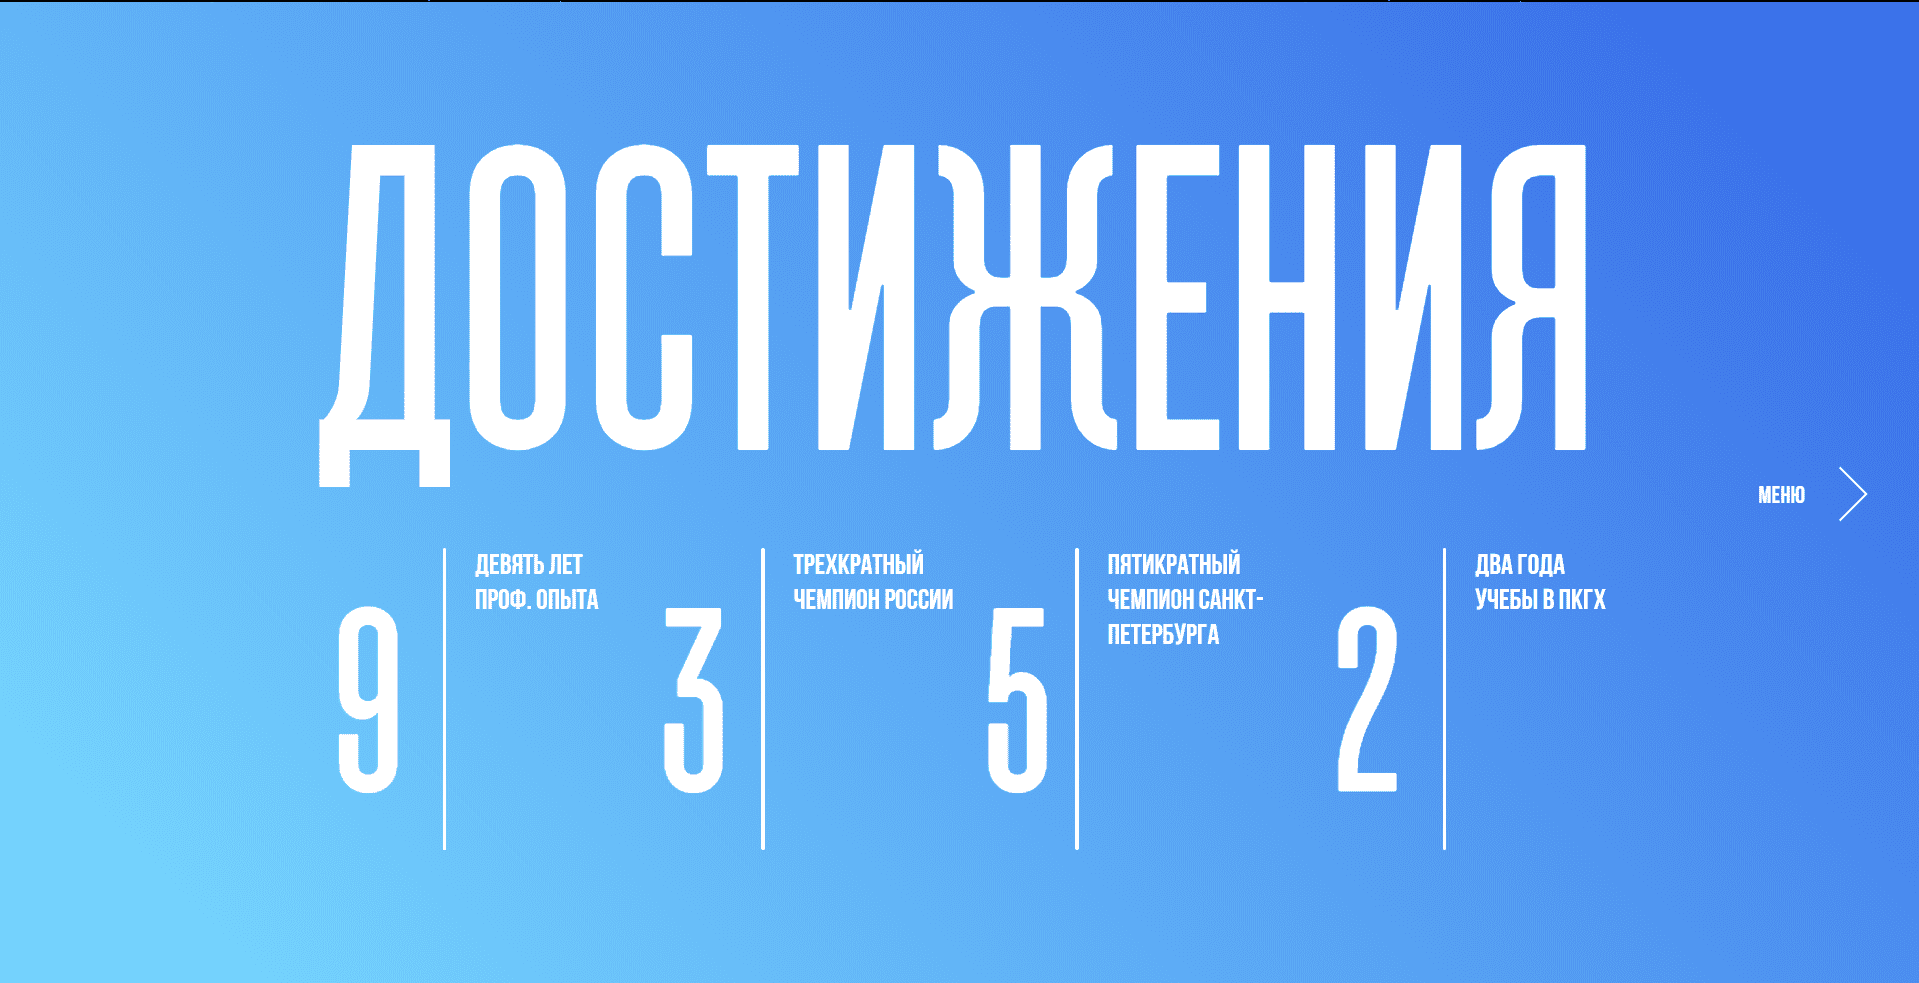 ДОСТИЖЕНИЯ
МЕНЮ
9
ДЕВЯТЬ ЛЕТ
ПРОФ. ОПЫТА
3
ТРЕХКРАТНЫЙ
ЧЕМПИОН РОССИИ
5
ПЯТИКРАТНЫЙ
ЧЕМПИОН САНКТ-
ПЕТЕРБУРГА
2
ДВА ГОДА
УЧЕБЫ В ПКГХ